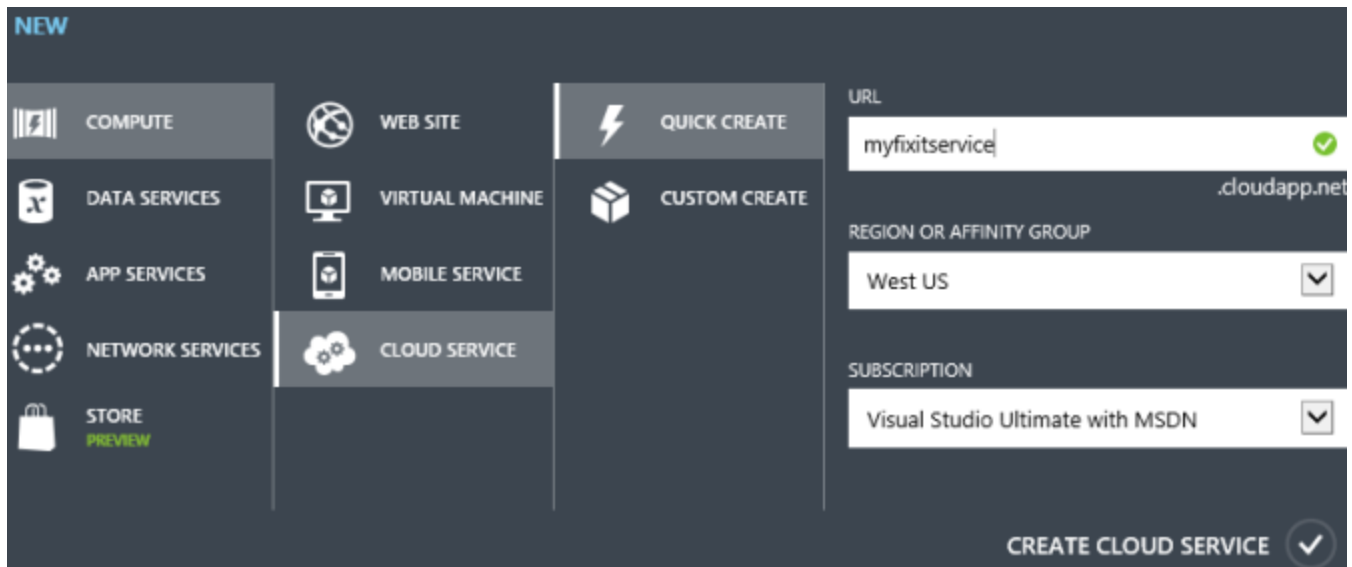 NEW
COMPUTE
DATA SERVICES
APP SERVICES
NETWORK SERVICES
STORE
PREVIEW
WEB SITE
VIRTUAL MACHINE
MOBILE SERVICE
CLOUD SERVICE
QUICK CREATE
CUSTOM CREATE
URL
myfixitservice
.cloudapp.net
REGION OR AFFINITY GROUP
West US
SUBSCRIPTION
Visual Studio Ultimate with MSDN
CREATE CLOUD SERVICE